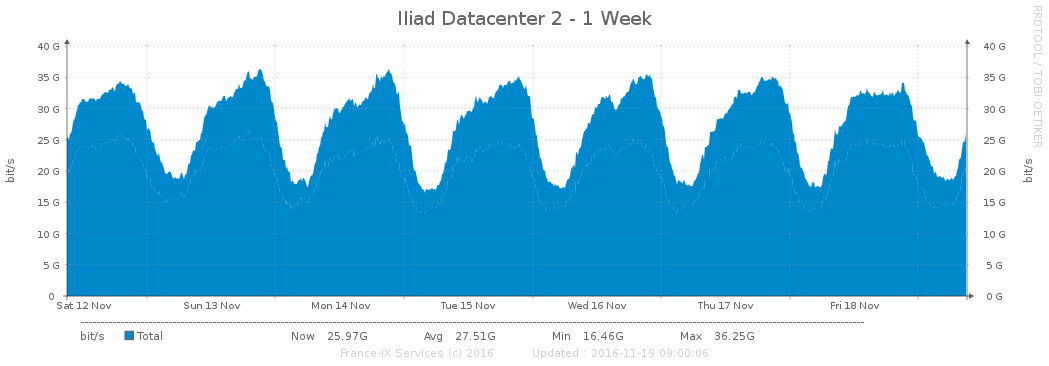 Iliad Datacenter 2 - 1 Week
RRDTOOL / TOBI OETIKER
bit/s
40 G 40 G
35 G 35 G
30 G 30 G
25 G 25 G
20 G 20 G
15 G 15 G
10 G 10 G
5 G 5 G
0 0 G
bit/s
Sat 12 Nov Sun 13 Nov Mon 14 Nov Tue 15 Nov Wed 16 Nov Thu 17 Nov Fri 18 Nov
bit/s Total Now 25.97G Avg 27.51G Min 16.46G Max 36.25G
France-IX Services (c) 2016 Updated : 2016-11-19 09:00:06